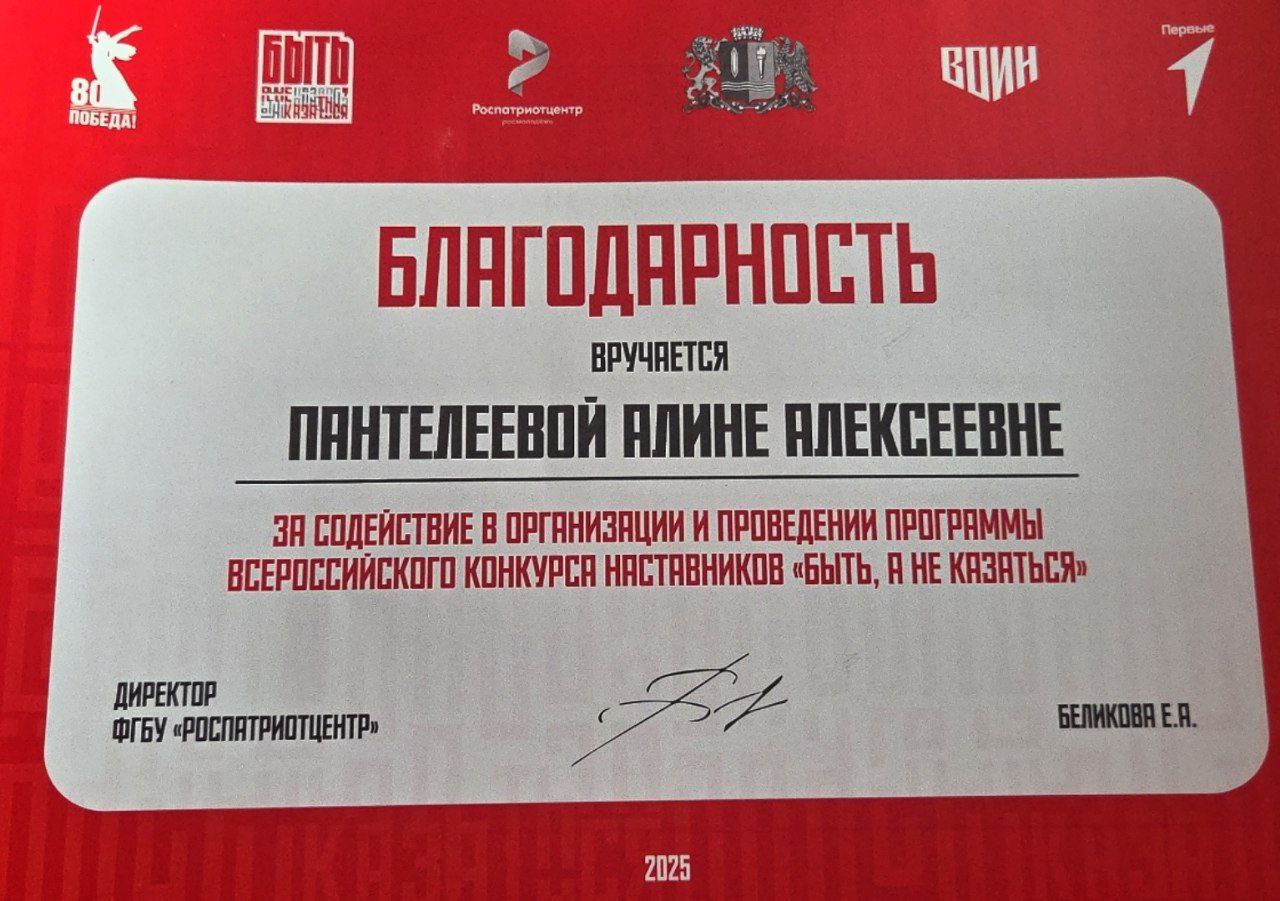 80
ПОБЕДА!
БЫТЬ
КАЗАТЬСЯ
Роспатриотцентр
росмолодёжь
ВОИН
Первые
БЛАГОДАРНОСТЬ
ВРУЧАЕТСЯ
ПАНТЕЛЕЕВОЙ АЛИНЕ АЛЕКСЕЕВНЕ
ЗА СОДЕЙСТВИЕ В ОРГАНИЗАЦИИ И ПРОВЕДЕНИИ ПРОГРАММЫ
ВСЕРОССИЙСКОГО КОНКУРСА НАСТАВНИКОВ «БЫТЬ, А НЕ КАЗАТЬСЯ»
ДИРЕКТОР
ФГБУ «РОСПАТРИОТЦЕНТР»
БЕЛИКОВА Е.А.
2025